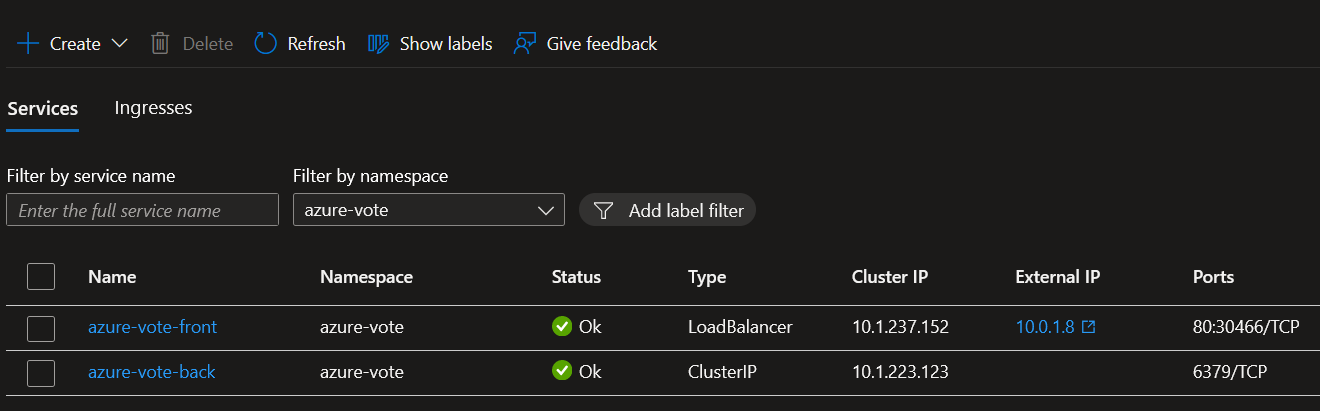 Create Delete Refresh Show labels Give feedback
Services Ingresses
Filter by service name Filter by namespace
Enter the full service name azure-vote Add label filter
Name Namespace Status Type Cluster IP External IP Ports
azure-vote-front azure-vote Ok LoadBalancer 10.1.237.152 10.0.1.8 80:30466/TCP
azure-vote-back azure-vote Ok ClusterIP 10.1.223.123 6379/TCP